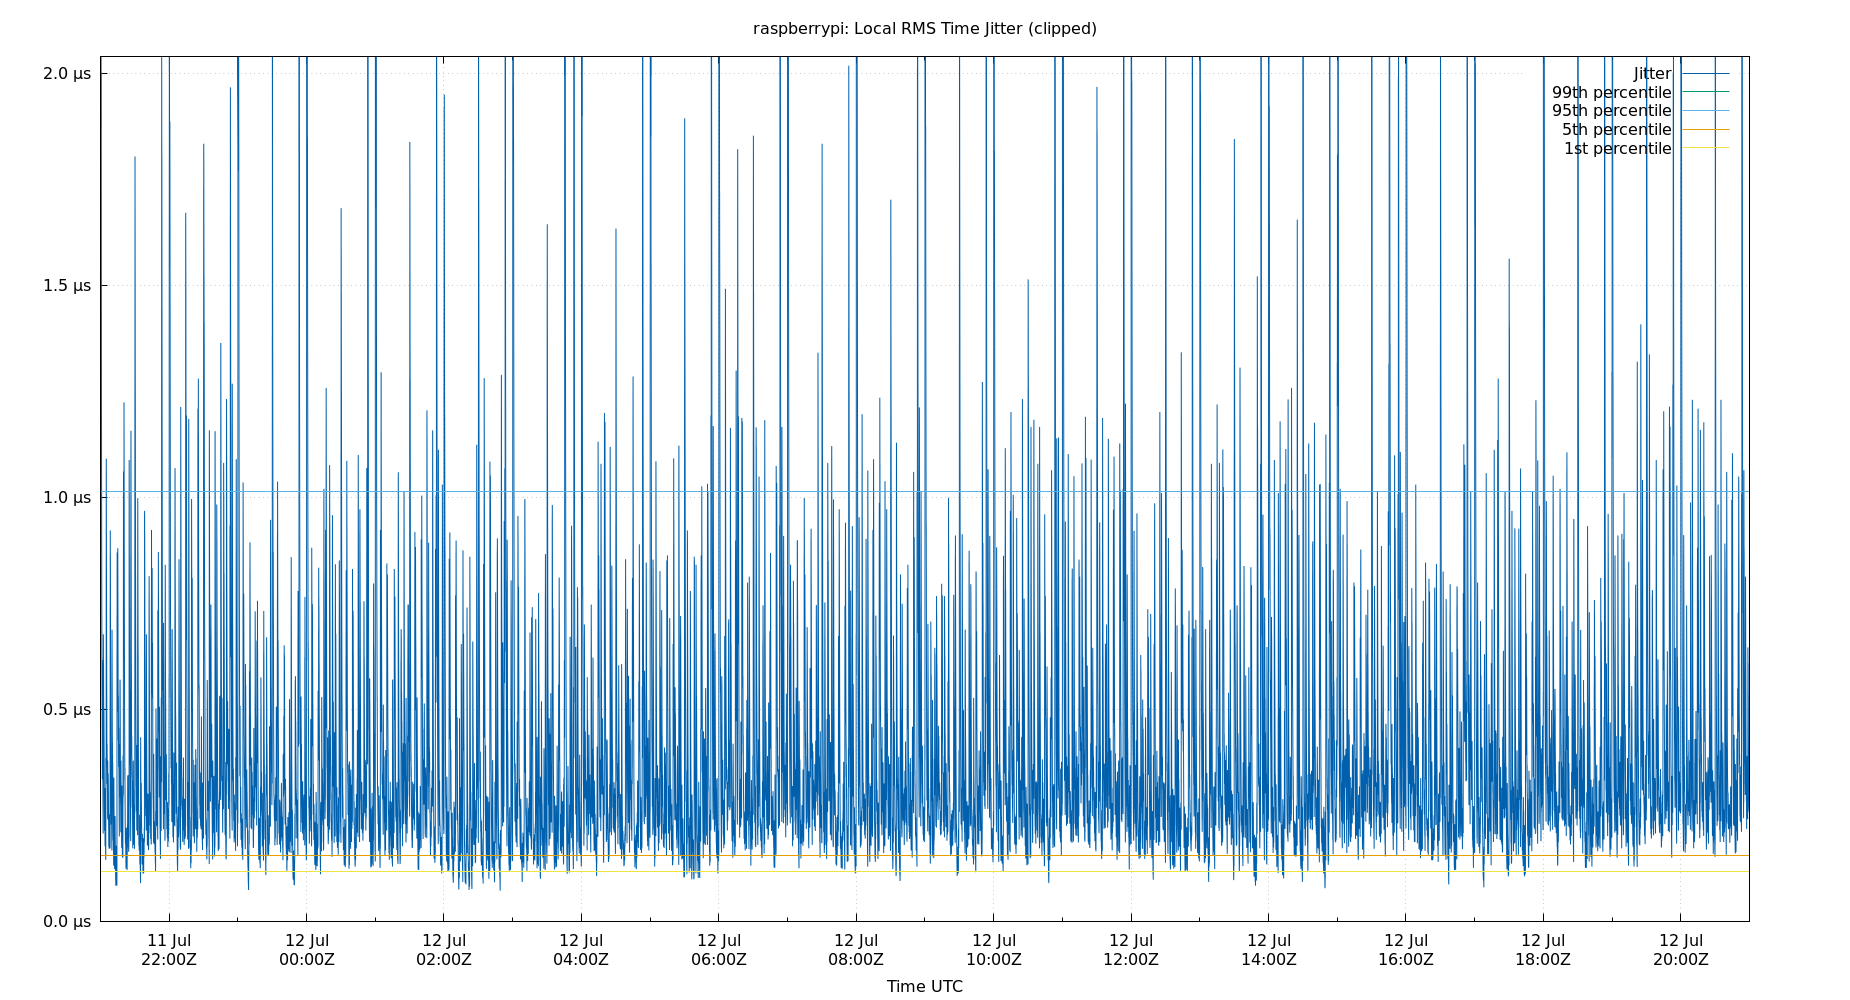 raspberrypi: Local RMS Time Jitter (clipped)
2.0 µs
1.5 µs
1.0 µs
0.5 µs
0.0 µs
Jitter
99th percentile
95th percentile
5th percentile
1st percentile
11 Jul 12 Jul 12 Jul 12 Jul 12 Jul 12 Jul 12 Jul 12 Jul 12 Jul 12 Jul 12 Jul 12 Jul
22:00Z 00:00Z 02:00Z 04:00Z 06:00Z 08:00Z 10:00Z 12:00Z 14:00Z 16:00Z 18:00Z 20:00Z
Time UTC